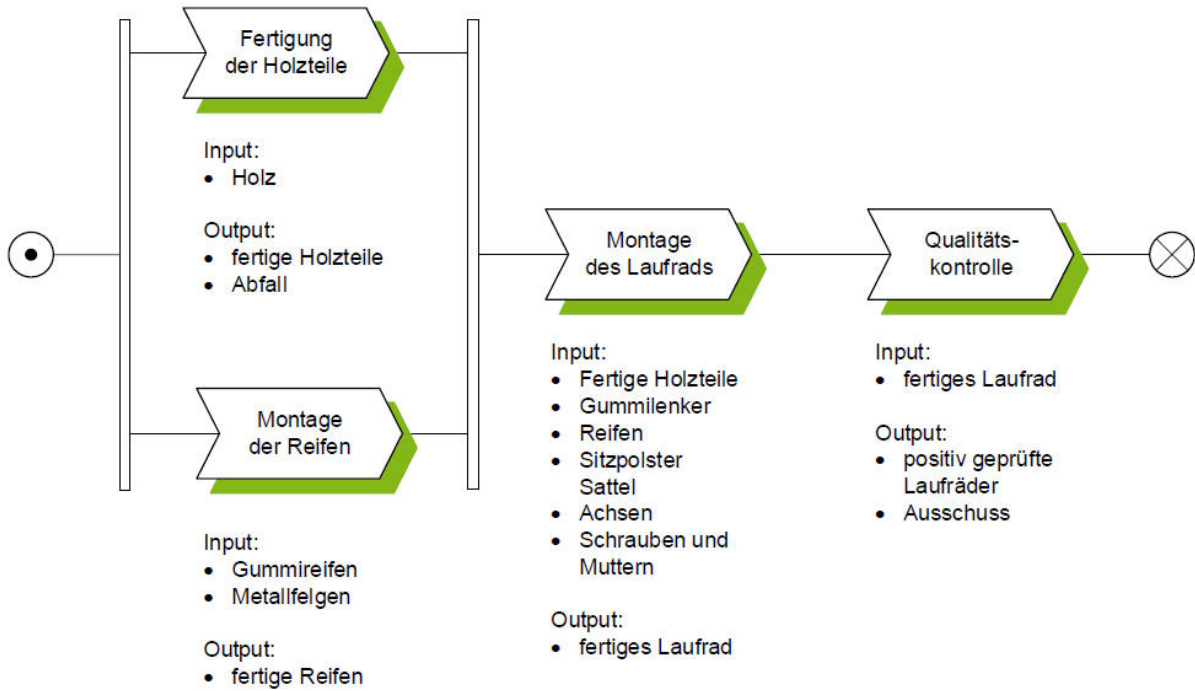 Fertigung
der Holzteile
Input:
• Holz
Output:
• fertige Holzteile
• Abfall
Montage
der Reifen
Input:
• Gummireifen
• Metallfelgen
Output:
• fertige Reifen
Montage
des Laufrads
Input:
• Fertige Holzteile
• Gummilenker
• Reifen
• Sitzpolster
Sattel
• Achsen
• Schrauben und
Muttern
Output:
• fertiges Laufrad
Qualitäts-
kontrolle
Input:
• fertiges Laufrad
Output:
• positiv geprüfte
Laufräder
• Ausschuss